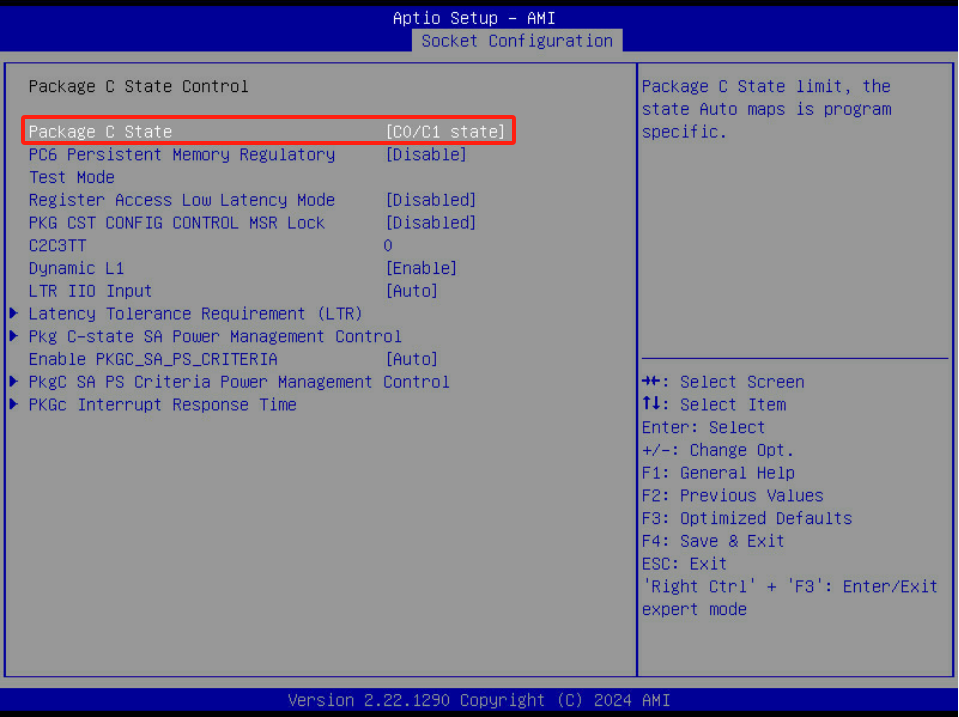 Aptio Setup – AMI
Socket Configuration
Package C State Control
Package C State [C0/C1 state]
PC6 Persistent Memory Regulatory [Disable]
Test Mode
Register Access Low Latency Mode [Disabled]
PKG CST CONFIG CONTROL MSR Lock [Disabled]
C2C3TT 0
Dynamic L1 [Enable]
LTR IIO Input [Auto]
Latency Tolerance Requirement (LTR)
Pkg C-state SA Power Management Control
Enable PKGC_SA_PS_CRITERIA [Auto]
PkgC SA PS Criteria Power Management Control
PKGc Interrupt Response Time
Package C State limit, the
state Auto maps is program
specific.
→←: Select Screen
↑↓: Select Item
Enter: Select
+/-: Change Opt.
F1: General Help
F2: Previous Values
F3: Optimized Defaults
F4: Save & Exit
ESC: Exit
'Right Ctrl' + 'F3': Enter/Exit
expert mode
Version 2.22.1290 Copyright (C) 2024 AMI